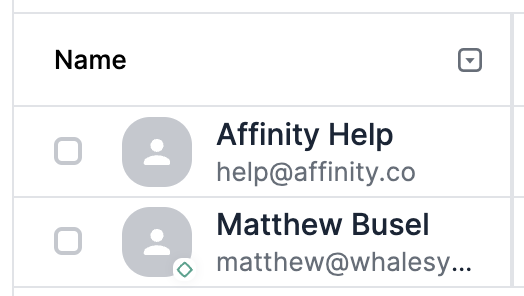 Name
Affinity Help
help@affinity.co
Matthew Busel
matthew@whalesy...